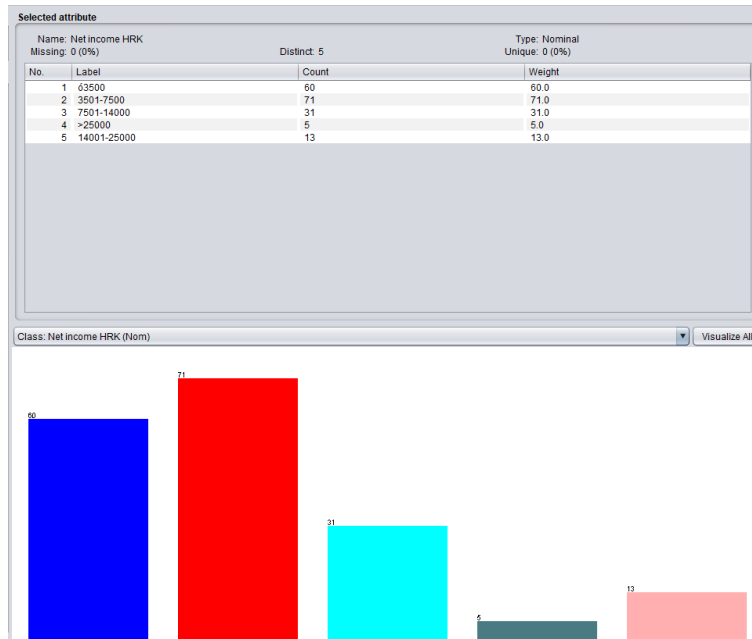 Selected attribute
Name: Net income HRK Type: Nominal
Missing: 0 (0%) Distinct: 5 Unique: 0 (0%)
No. Label Count Weight
1 ó3500 60 60.0
2 3501-7500 71 71.0
3 7501-14000 31 31.0
4 >25000 5 5.0
5 14001-25000 13 13.0
Class: Net income HRK (Nom) Visualize All
71
60
31
13
5